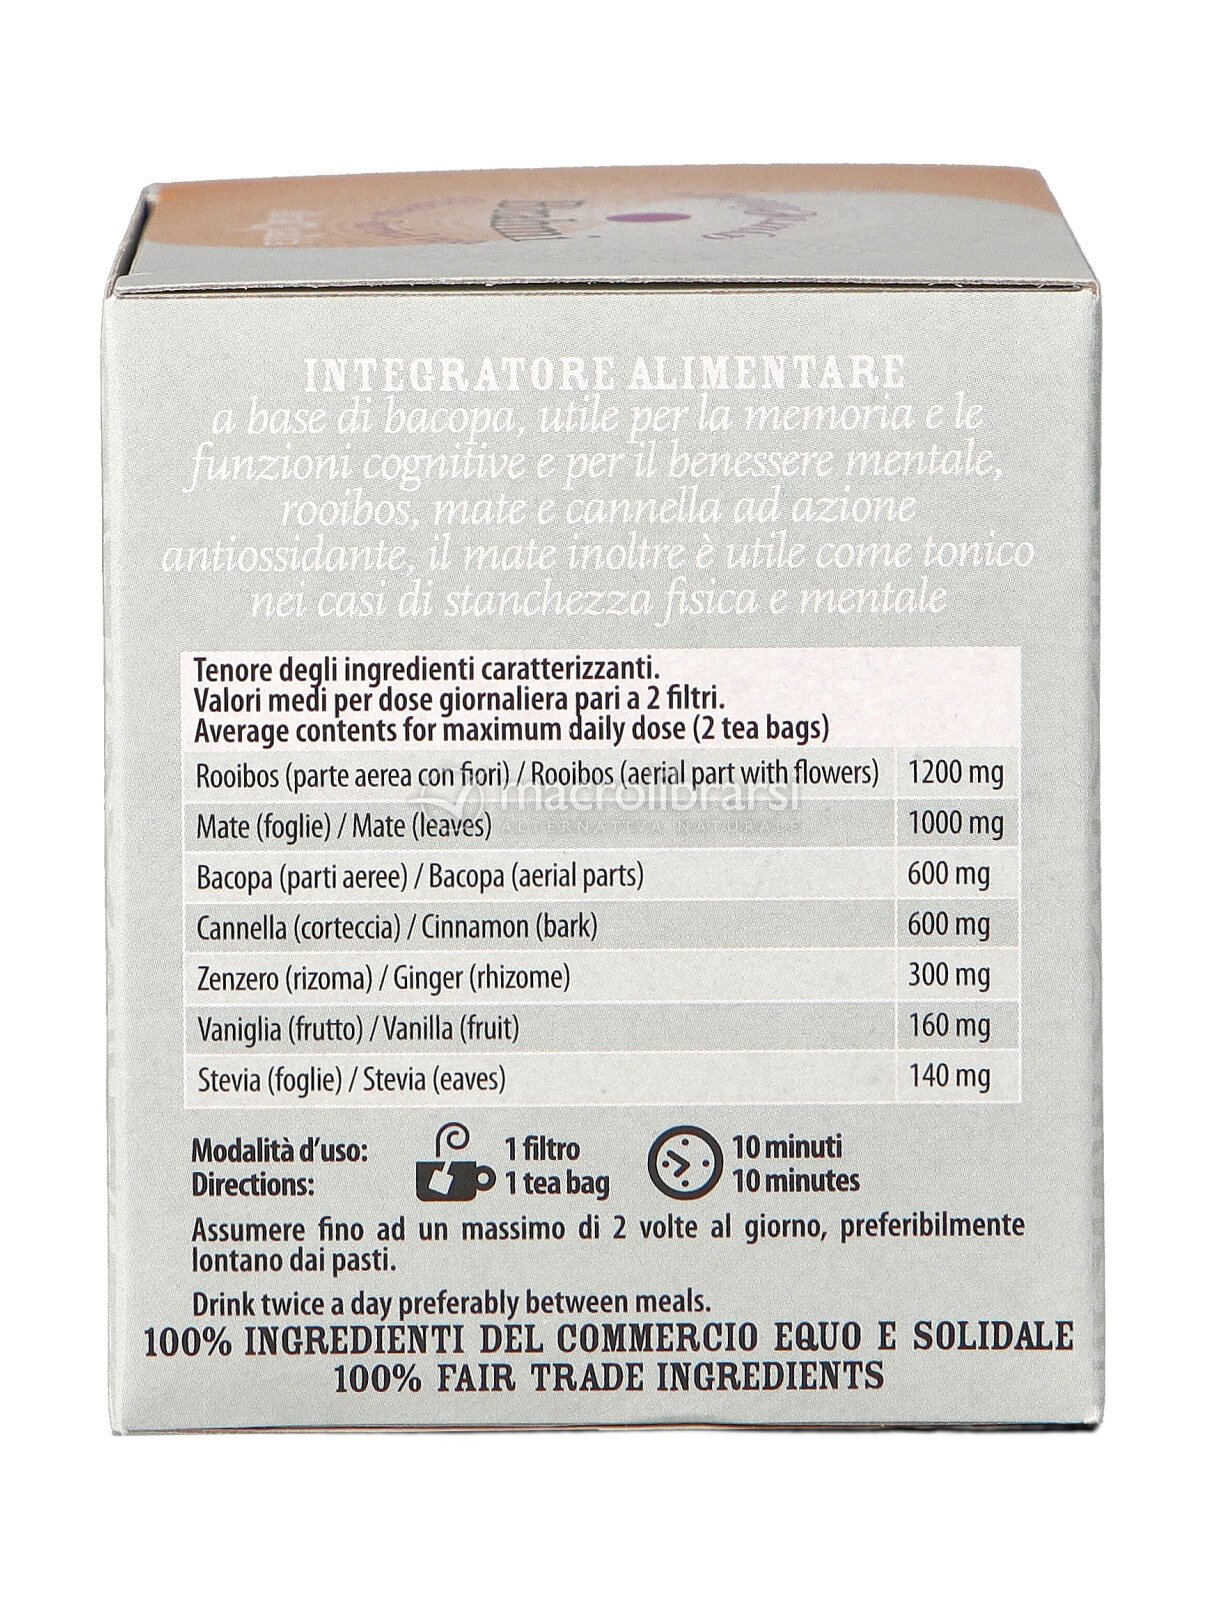 INTEGRATORE ALIMENTARE
a base di bacopa, utile per la memoria e le
funzioni cognitive e per il benessere mentale,
rooibos, mate e cannella ad azione
antiossidante, il mate inoltre è utile come tonico
nei casi di stanchezza fisica e mentale
Tenore degli ingredienti caratterizzanti.
Valori medi per dose giornaliera pari a 2 filtri.
Average contents for maximum daily dose (2 tea bags)
Rooibos (parte aerea con fiori) / Rooibos (aerial part with flowers) 1200 mg
macrolibrarsi
ALTERNATIVA NATURALE
Mate (foglie) / Mate (leaves) 1000 mg
Bacopa (parti aeree) / Bacopa (aerial parts) 600 mg
Cannella (corteccia) / Cinnamon (bark) 600 mg
Zenzero (rizoma) / Ginger (rhizome) 300 mg
Vaniglia (frutto) / Vanilla (fruit) 160 mg
Stevia (foglie) / Stevia (eaves) 140 mg
Modalità d'uso: 1 filtro 10 minuti
Directions: 1 tea bag 10 minutes
Assumere fino ad un massimo di 2 volte al giorno, preferibilmente
lontano dai pasti.
Drink twice a day preferably between meals.
100% INGREDIENTI DEL COMMERCIO EQUO E SOLIDALE
100% FAIR TRADE INGREDIENTS